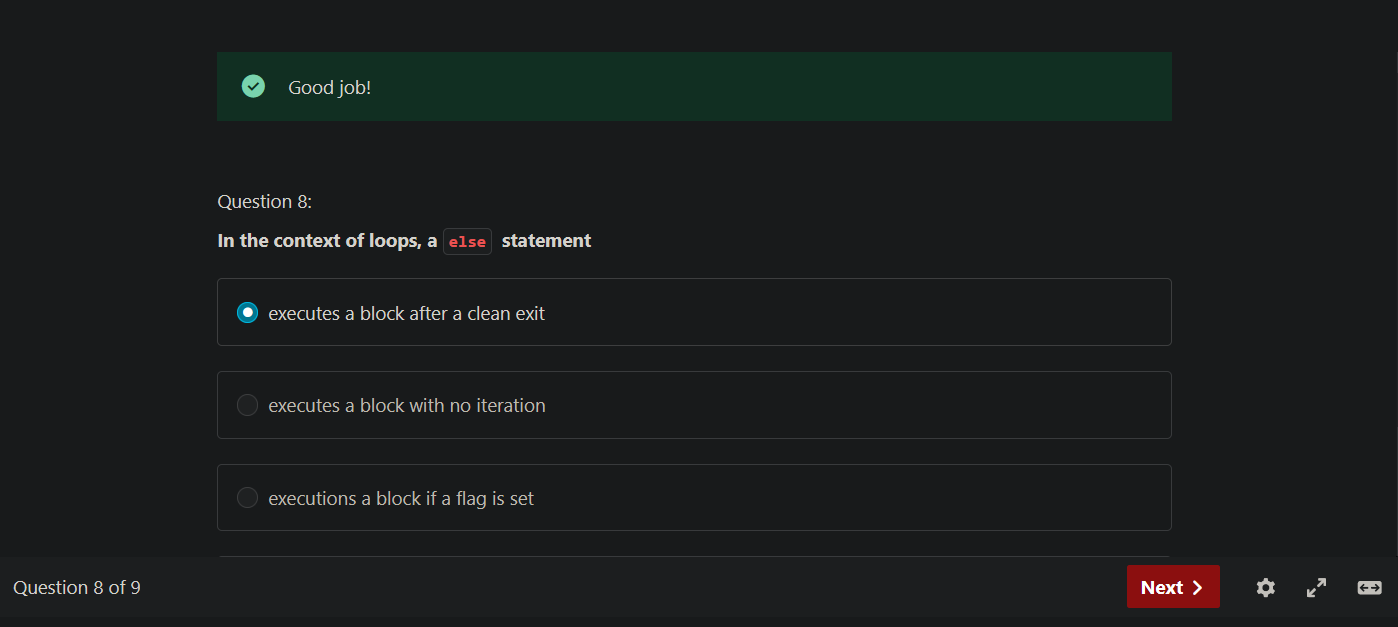 Good job!
Question 8:
In the context of loops, a else statement
executes a block after a clean exit
executes a block with no iteration
executions a block if a flag is set
Question 8 of 9
Next